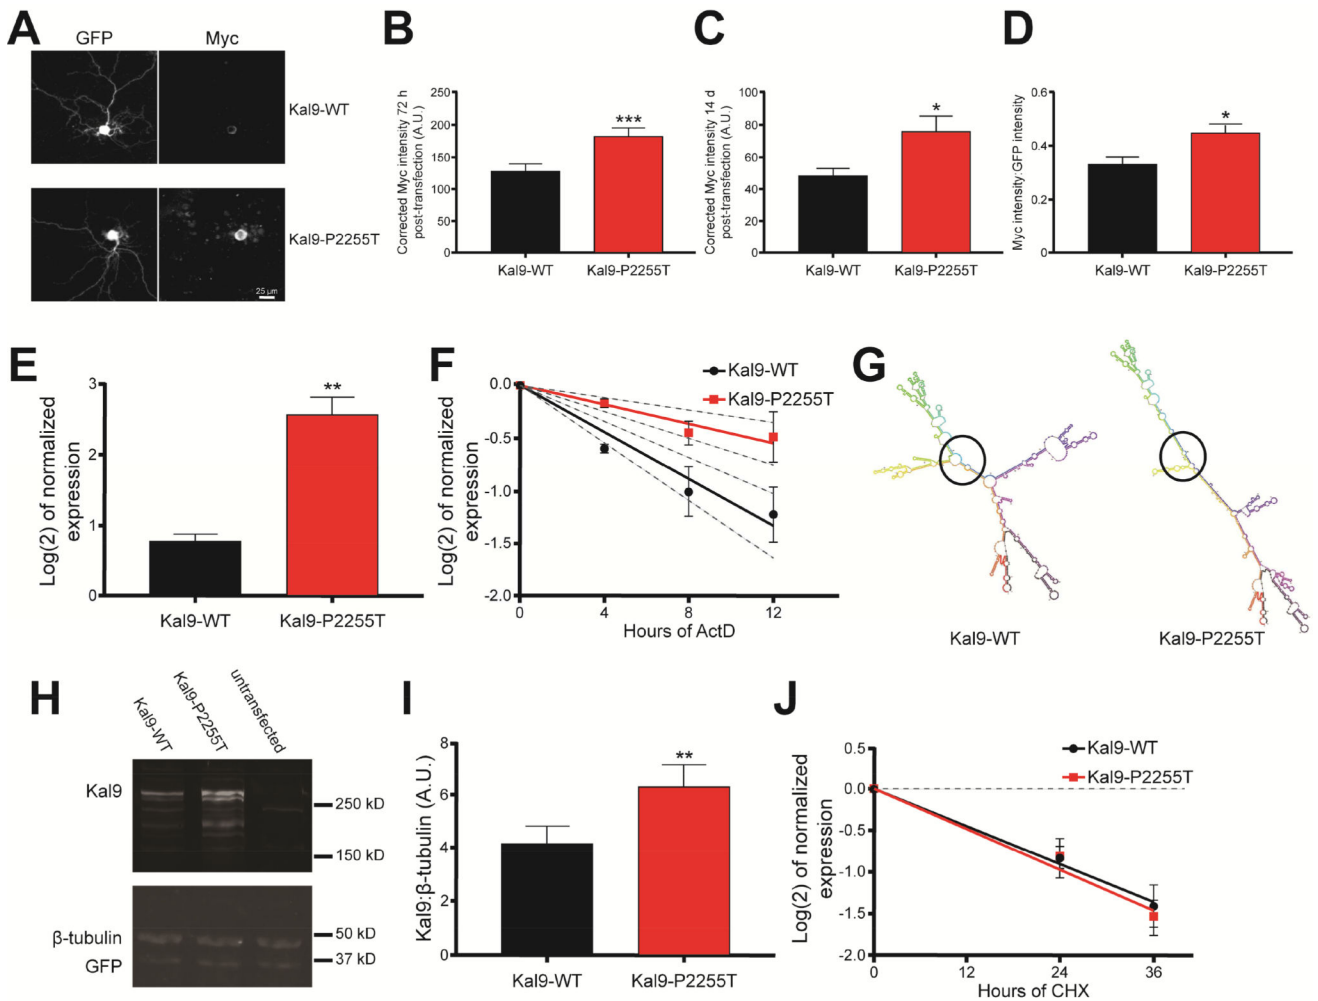 A
GFP
Myc
Kal9-WT
Kal9-P2255T
25 µm
B
Corrected Myc intensity 72 h
post-transfection (A.U.)
250
200
150
100
50
0
***
Kal9-WT
Kal9-P2255T
C
Corrected Myc intensity 14 d
post-transfection (A.U.)
100
80
60
40
20
0
*
Kal9-WT
Kal9-P2255T
D
Myc intensity:GFP intensity
0.6
0.4
0.2
0
*
Kal9-WT
Kal9-P2255T
E
Log(2) of normalized
expression
3
2
1
0
**
Kal9-WT
Kal9-P2255T
F
Log(2) of normalized
expression
0.0
-0.5
-1.0
-1.5
-2.0
0
4
8
12
Hours of ActD
Kal9-WT
Kal9-P2255T
G
Kal9-WT
Kal9-P2255T
H
Kal9-WT
Kal9-P2255T
untransfected
Kal9
250 kD
150 kD
β-tubulin
GFP
50 kD
37 kD
I
Kal9:β-tubulin (A.U.)
8
6
4
2
0
**
Kal9-WT
Kal9-P2255T
J
Log(2) of normalized
expression
0.5
0.0
-0.5
-1.0
-1.5
-2.0
0
12
24
36
Hours of CHX
Kal9-WT
Kal9-P2255T